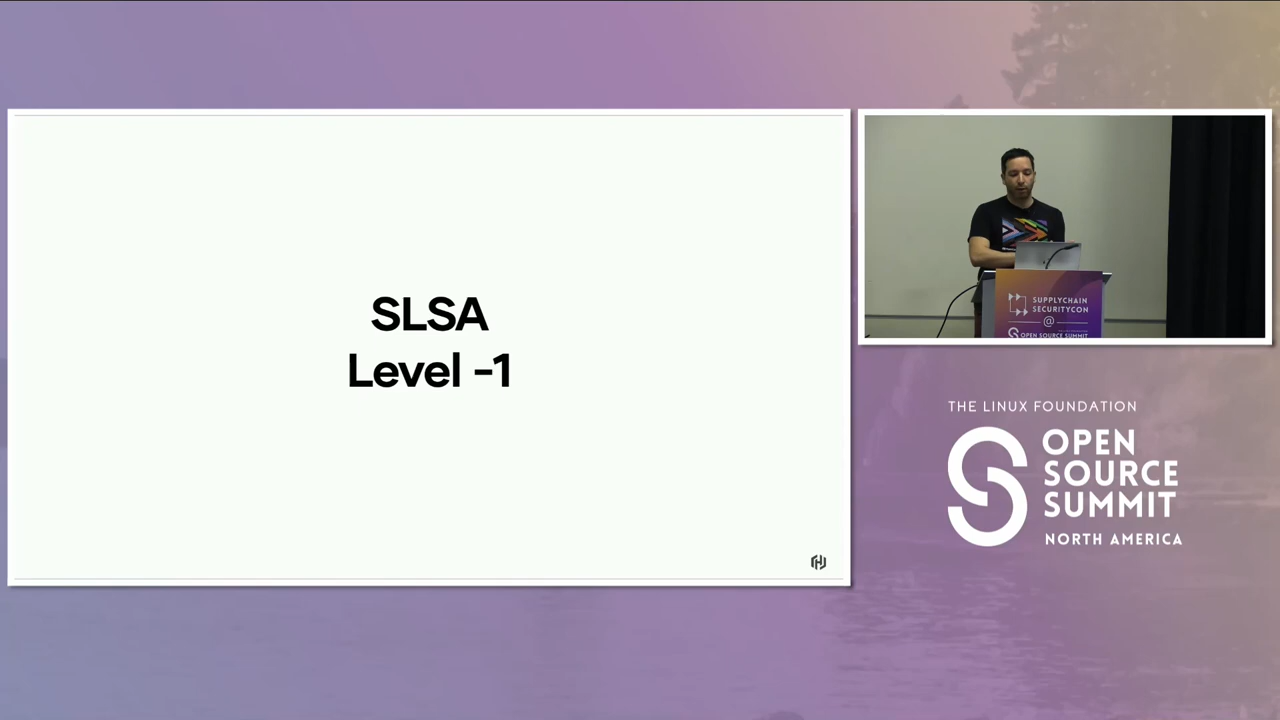 SLSA
Level -1
SUPPLYCHAIN
SECURITYCON
@
OPEN SOURCE SUMMIT
THE LINUX FOUNDATION
OPEN
SOURCE
SUMMIT
NORTH AMERICA